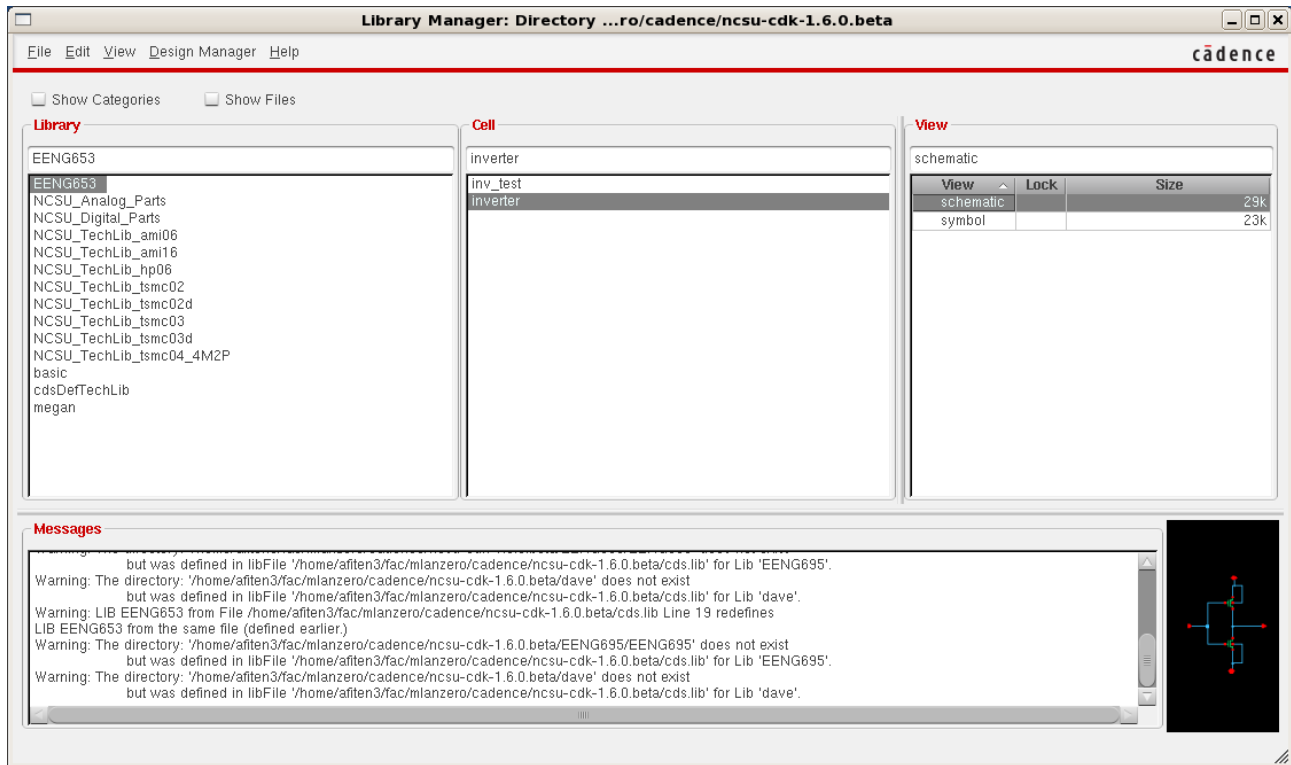 Library Manager: Directory ...ro/cadence/ncsu-cdk-1.6.0.beta
File Edit View Design Manager Help
cādence
Show Categories Show Files
Library
EENG653
EENG653
NCSU_Analog_Parts
NCSU_Digital_Parts
NCSU_TechLib_ami06
NCSU_TechLib_ami16
NCSU_TechLib_hp06
NCSU_TechLib_tsmc02
NCSU_TechLib_tsmc02d
NCSU_TechLib_tsmc03
NCSU_TechLib_tsmc03d
NCSU_TechLib_tsmc04_4M2P
basic
cdsDefTechLib
megan
Cell
inverter
inv_test
inverter
View
schematic
View Lock Size
schematic 29k
symbol 23k
Messages
but was defined in libFile '/home/afiten3/fac/mlanzero/cadence/ncsu-cdk-1.6.0.beta/cds.lib' for Lib 'EENG695'.
Warning: The directory: '/home/afiten3/fac/mlanzero/cadence/ncsu-cdk-1.6.0.beta/dave' does not exist
but was defined in libFile '/home/afiten3/fac/mlanzero/cadence/ncsu-cdk-1.6.0.beta/cds.lib' for Lib 'dave'.
Warning: LIB EENG653 from File /home/afiten3/fac/mlanzero/cadence/ncsu-cdk-1.6.0.beta/cds.lib Line 19 redefines
LIB EENG653 from the same file (defined earlier.)
Warning: The directory: '/home/afiten3/fac/mlanzero/cadence/ncsu-cdk-1.6.0.beta/EENG695/EENG695' does not exist
but was defined in libFile '/home/afiten3/fac/mlanzero/cadence/ncsu-cdk-1.6.0.beta/cds.lib' for Lib 'EENG695'.
Warning: The directory: '/home/afiten3/fac/mlanzero/cadence/ncsu-cdk-1.6.0.beta/dave' does not exist
but was defined in libFile '/home/afiten3/fac/mlanzero/cadence/ncsu-cdk-1.6.0.beta/cds.lib' for Lib 'dave'.